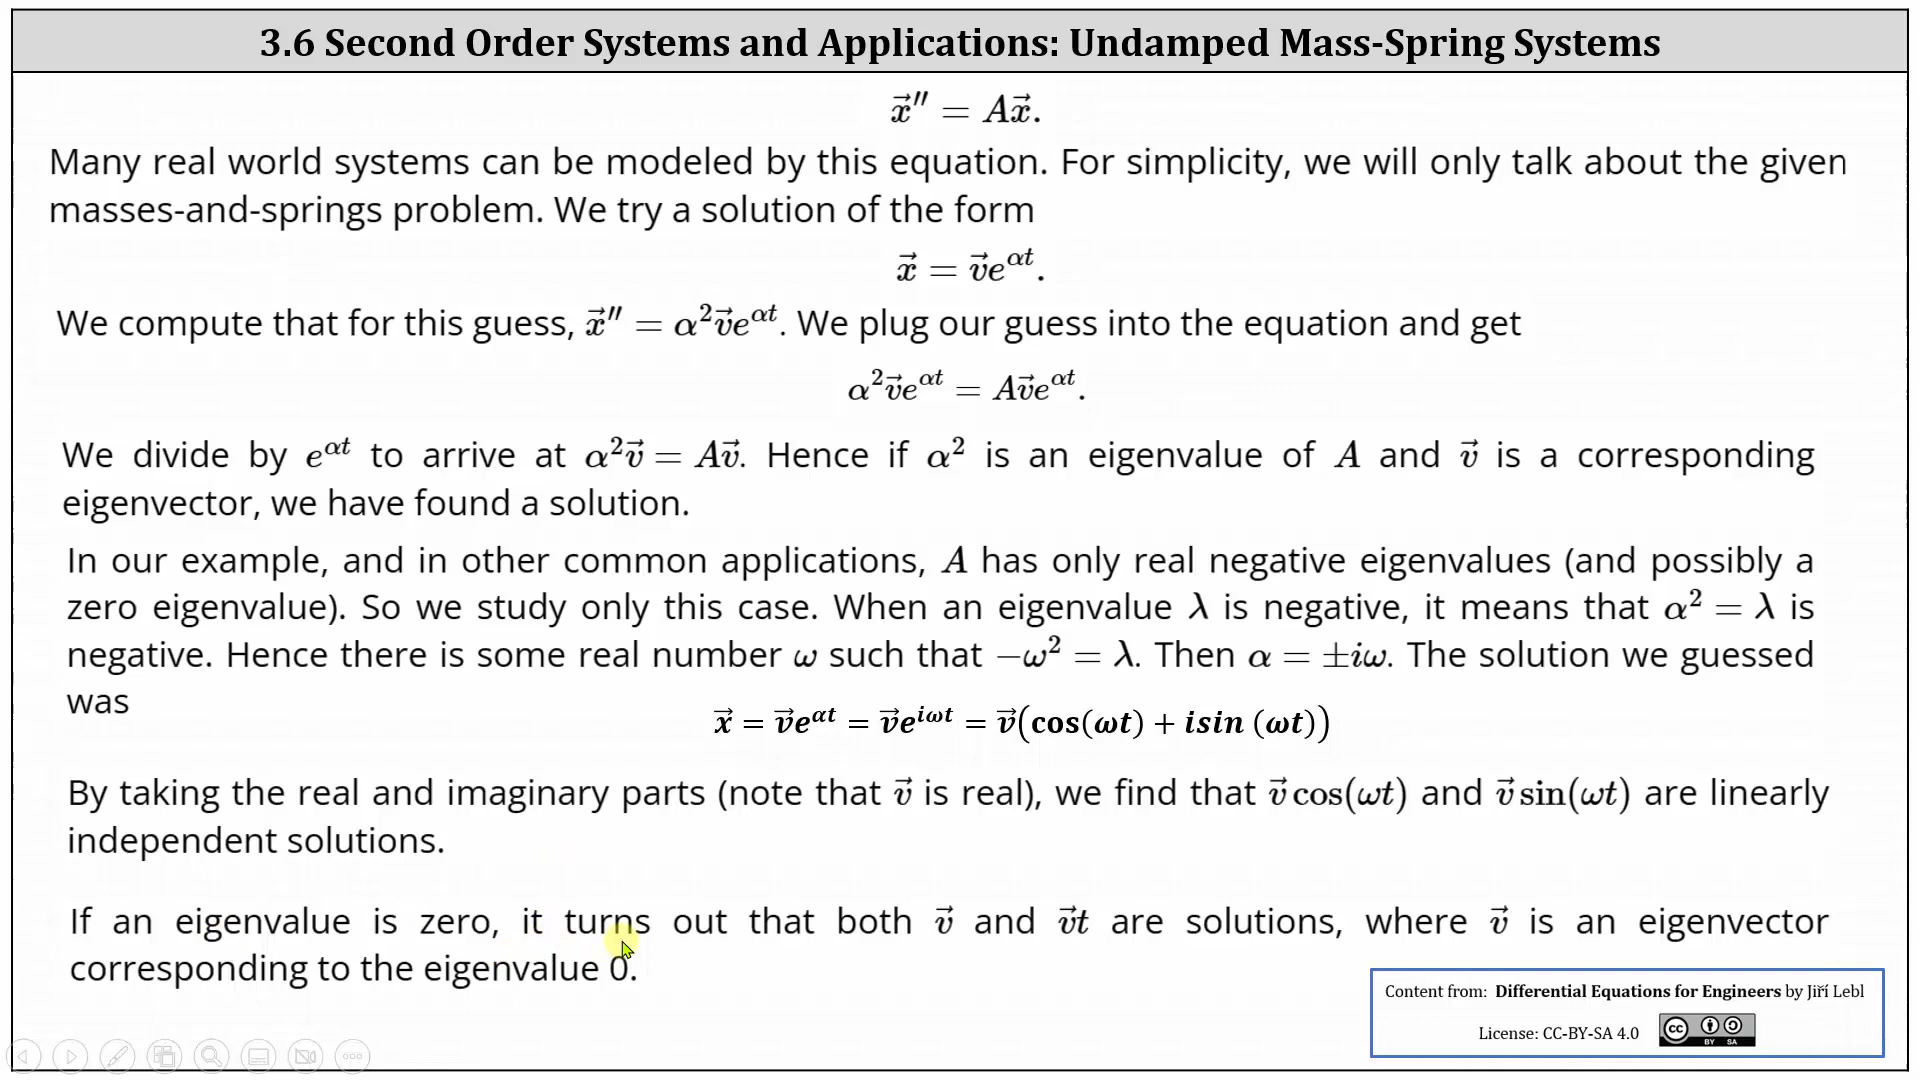 3.6 Second Order Systems and Applications: Undamped Mass-Spring Systems
x⃗″ = Ax⃗.
Many real world systems can be modeled by this equation. For simplicity, we will only talk about the given
masses-and-springs problem. We try a solution of the form
x⃗ = v⃗e^{αt}.
We compute that for this guess, x⃗″ = α²v⃗e^{αt}. We plug our guess into the equation and get
α²v⃗e^{αt} = Av⃗e^{αt}.
We divide by e^{αt} to arrive at α²v⃗ = Av⃗. Hence if α² is an eigenvalue of A and v⃗ is a corresponding
eigenvector, we have found a solution.
In our example, and in other common applications, A has only real negative eigenvalues (and possibly a
zero eigenvalue). So we study only this case. When an eigenvalue λ is negative, it means that α² = λ is
negative. Hence there is some real number ω such that −ω² = λ. Then α = ±iω. The solution we guessed
was
x⃗ = v⃗e^{αt} = v⃗e^{iωt} = v⃗(cos(ωt) + isin (ωt))
By taking the real and imaginary parts (note that v⃗ is real), we find that v⃗ cos(ωt) and v⃗ sin(ωt) are linearly
independent solutions.
If an eigenvalue is zero, it turns out that both v⃗ and v⃗t are solutions, where v⃗ is an eigenvector
corresponding to the eigenvalue 0.
Content from: Differential Equations for Engineers by Jiří Lebl
License: CC-BY-SA 4.0
cc BY SA